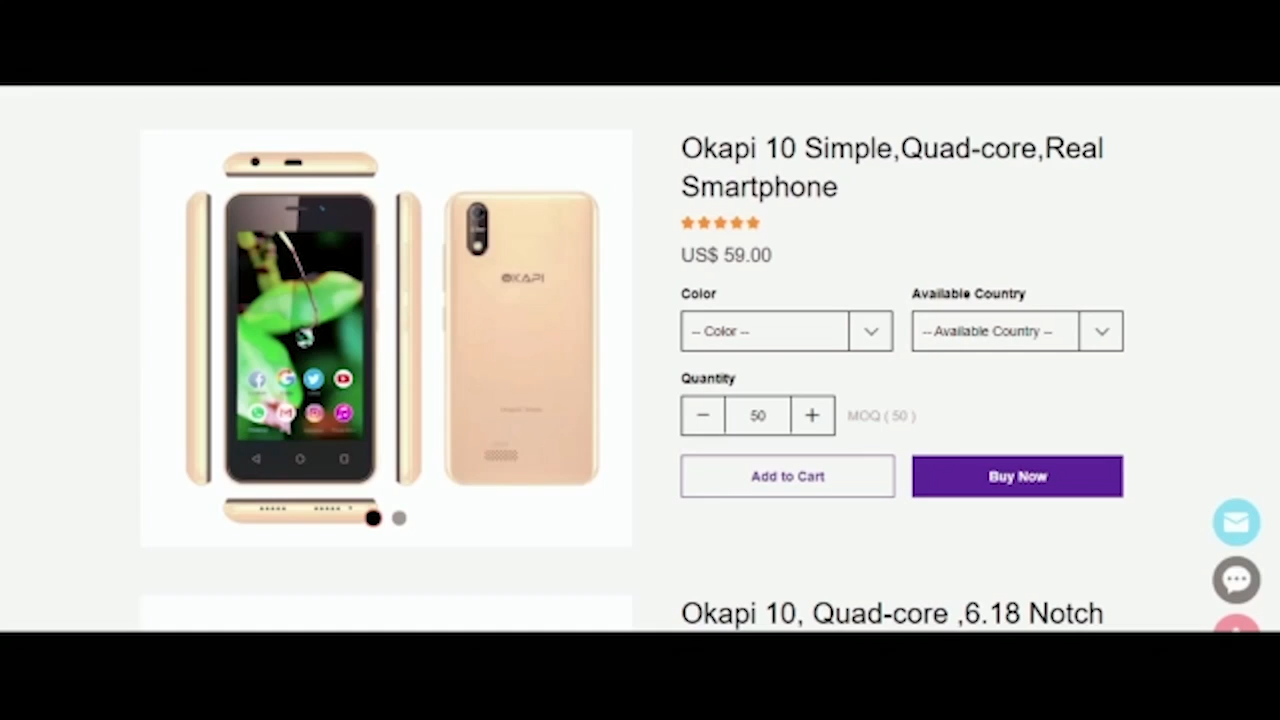 Okapi 10 Simple,Quad-core,Real
Smartphone
US$ 59.00
Color
Available Country
-- Color --
-- Available Country --
Quantity
− 50 +
MOQ ( 50 )
Add to Cart
Buy Now
OKAPI
Okapi 10, Quad-core ,6.18 Notch